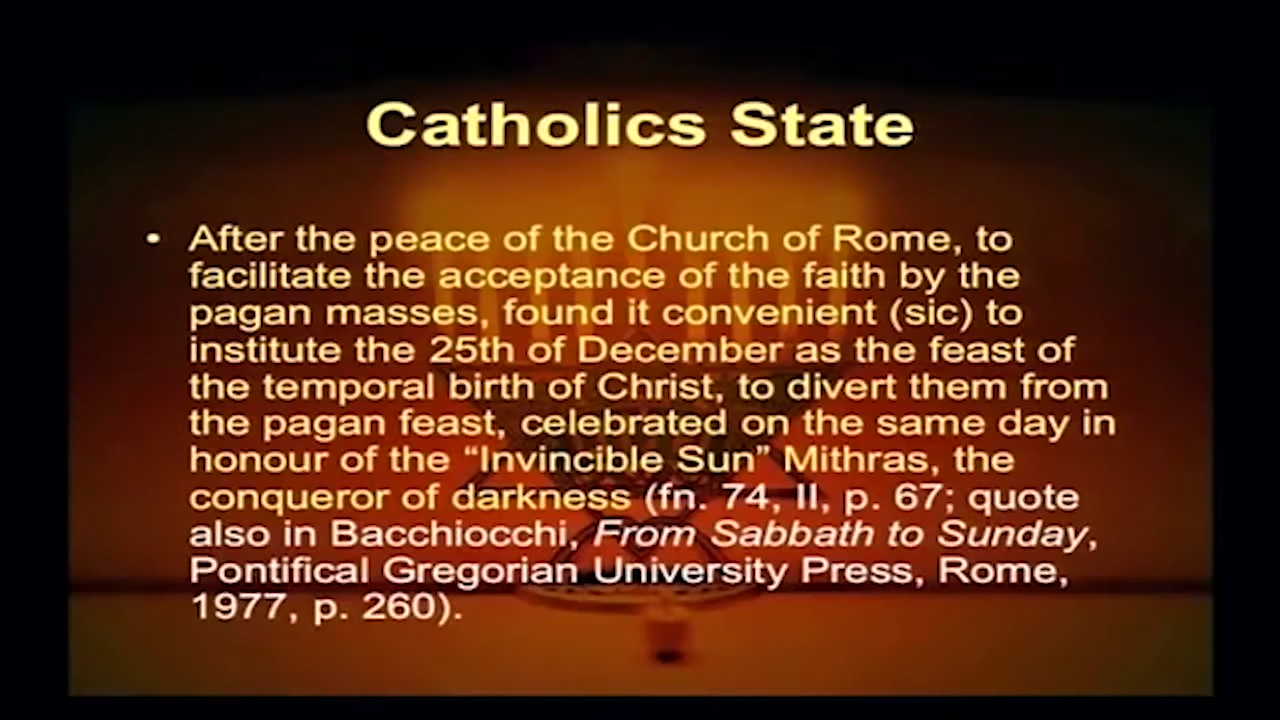 Catholics State
• After the peace of the Church of Rome, to
facilitate the acceptance of the faith by the
pagan masses, found it convenient (sic) to
institute the 25th of December as the feast of
the temporal birth of Christ, to divert them from
the pagan feast, celebrated on the same day in
honour of the “Invincible Sun” Mithras, the
conqueror of darkness (fn. 74, II, p. 67; quote
also in Bacchiocchi, From Sabbath to Sunday,
Pontifical Gregorian University Press, Rome,
1977, p. 260).